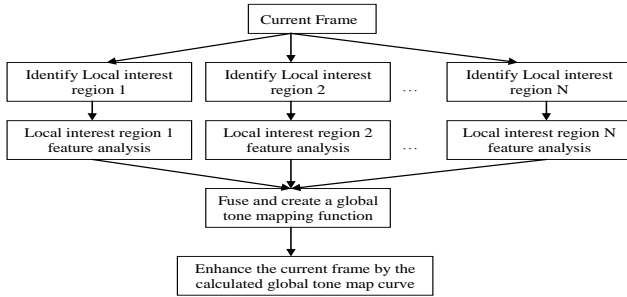 Current Frame
Identify Local interest
region 1
Identify Local interest
region 2
...
Identify Local interest
region N
Local interest region 1
feature analysis
Local interest region 2
feature analysis
...
Local interest region N
feature analysis
Fuse and create a global
tone mapping function
Enhance the current frame by the
calculated global tone map curve